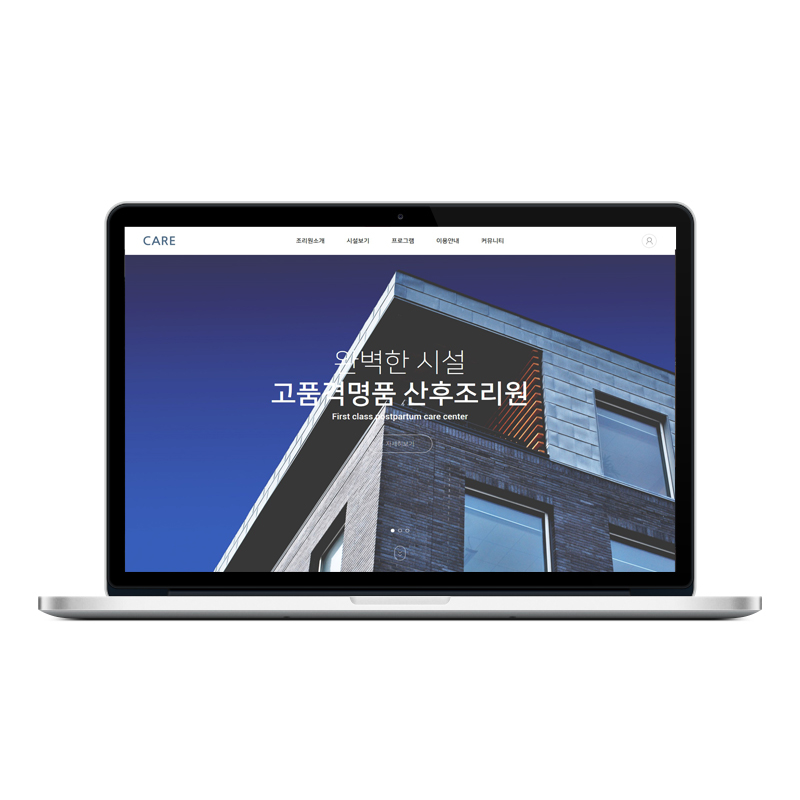 CARE
조리원소개 시설보기 프로그램 이용안내 커뮤니티
완벽한 시설
고품격명품 산후조리원
First class postpartum care center
자세히보기